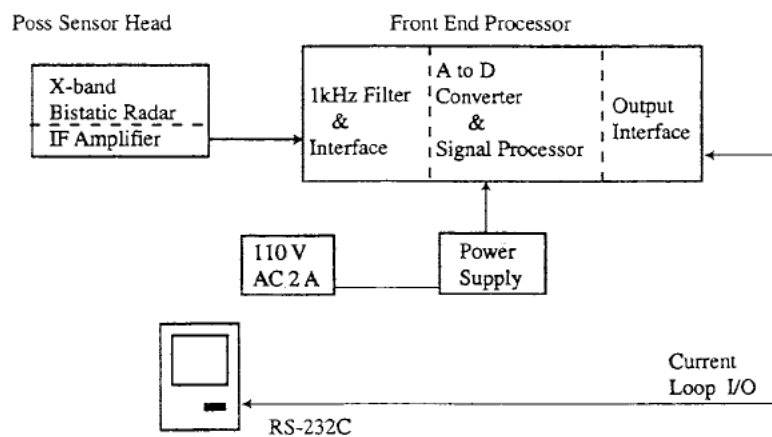 Poss Sensor Head
Front End Processor
X-band
Bistatic Radar
IF Amplifier
1kHz Filter
&
Interface
A to D
Converter
&
Signal Processor
Output
Interface
110 V
AC 2 A
Power
Supply
Current
Loop I/O
RS-232C